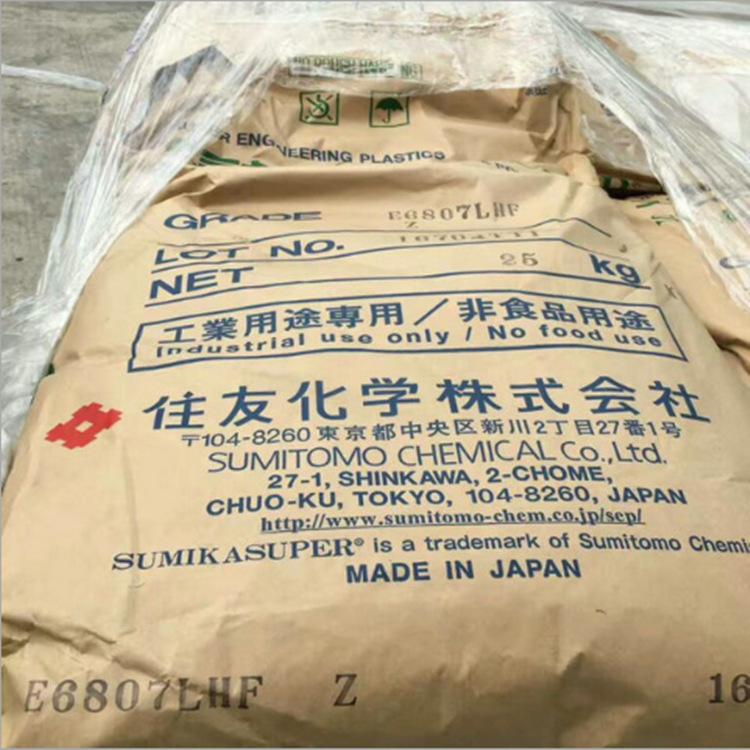 NO DOUGH HAND
R ENGINEERING PLASTICS
GRADE E6807LHF
Z
LOT NO.
NET 25 kg
工業用途専用／非食品用途
Industrial use only / No food use
住友化学株式会社
〒104-8260 東京都中央区新川2丁目27番1号
SUMITOMO CHEMICAL Co.,Ltd.
27-1, SHINKAWA, 2-CHOME,
CHUO-KU, TOKYO, 104-8260, JAPAN
http://www.sumitomo-chem.co.jp/sep/
SUMIKASUPER® is a trademark of Sumitomo Chemi
MADE IN JAPAN
E6807LHF Z 16